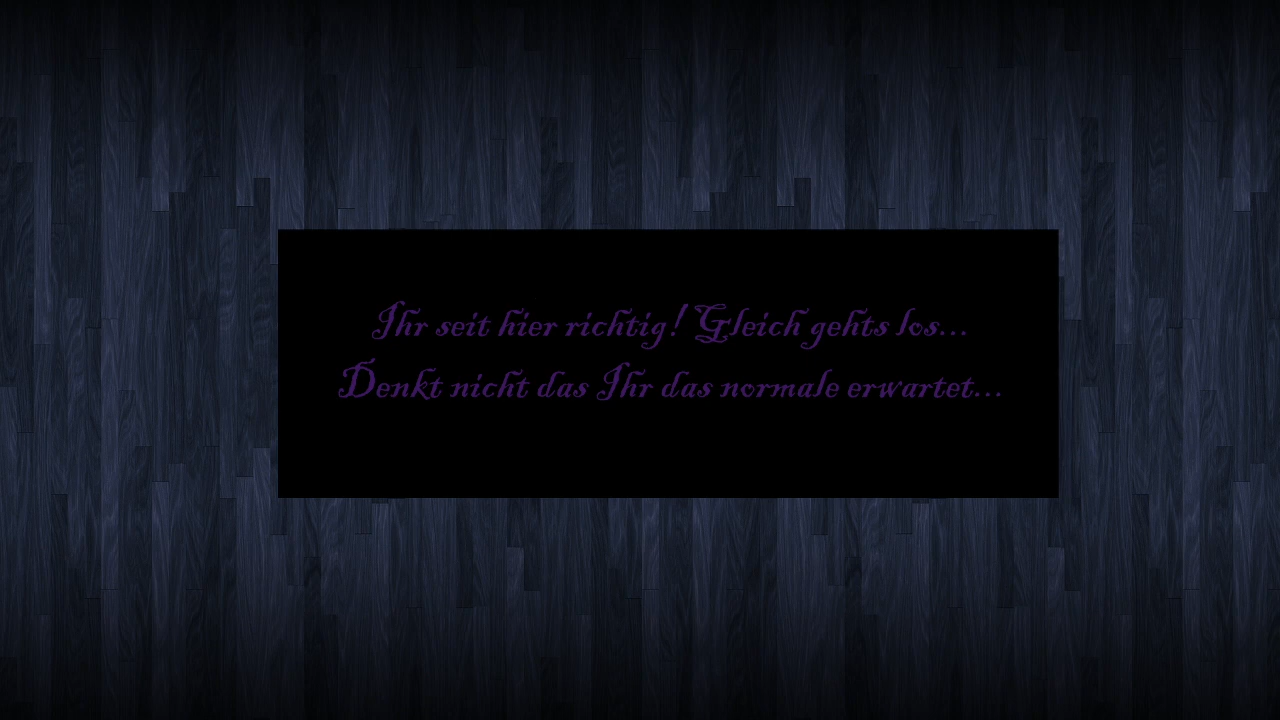 Ihr seit hier richtig! Gleich gehts los...
Denkt nicht das Ihr das normale erwartet...